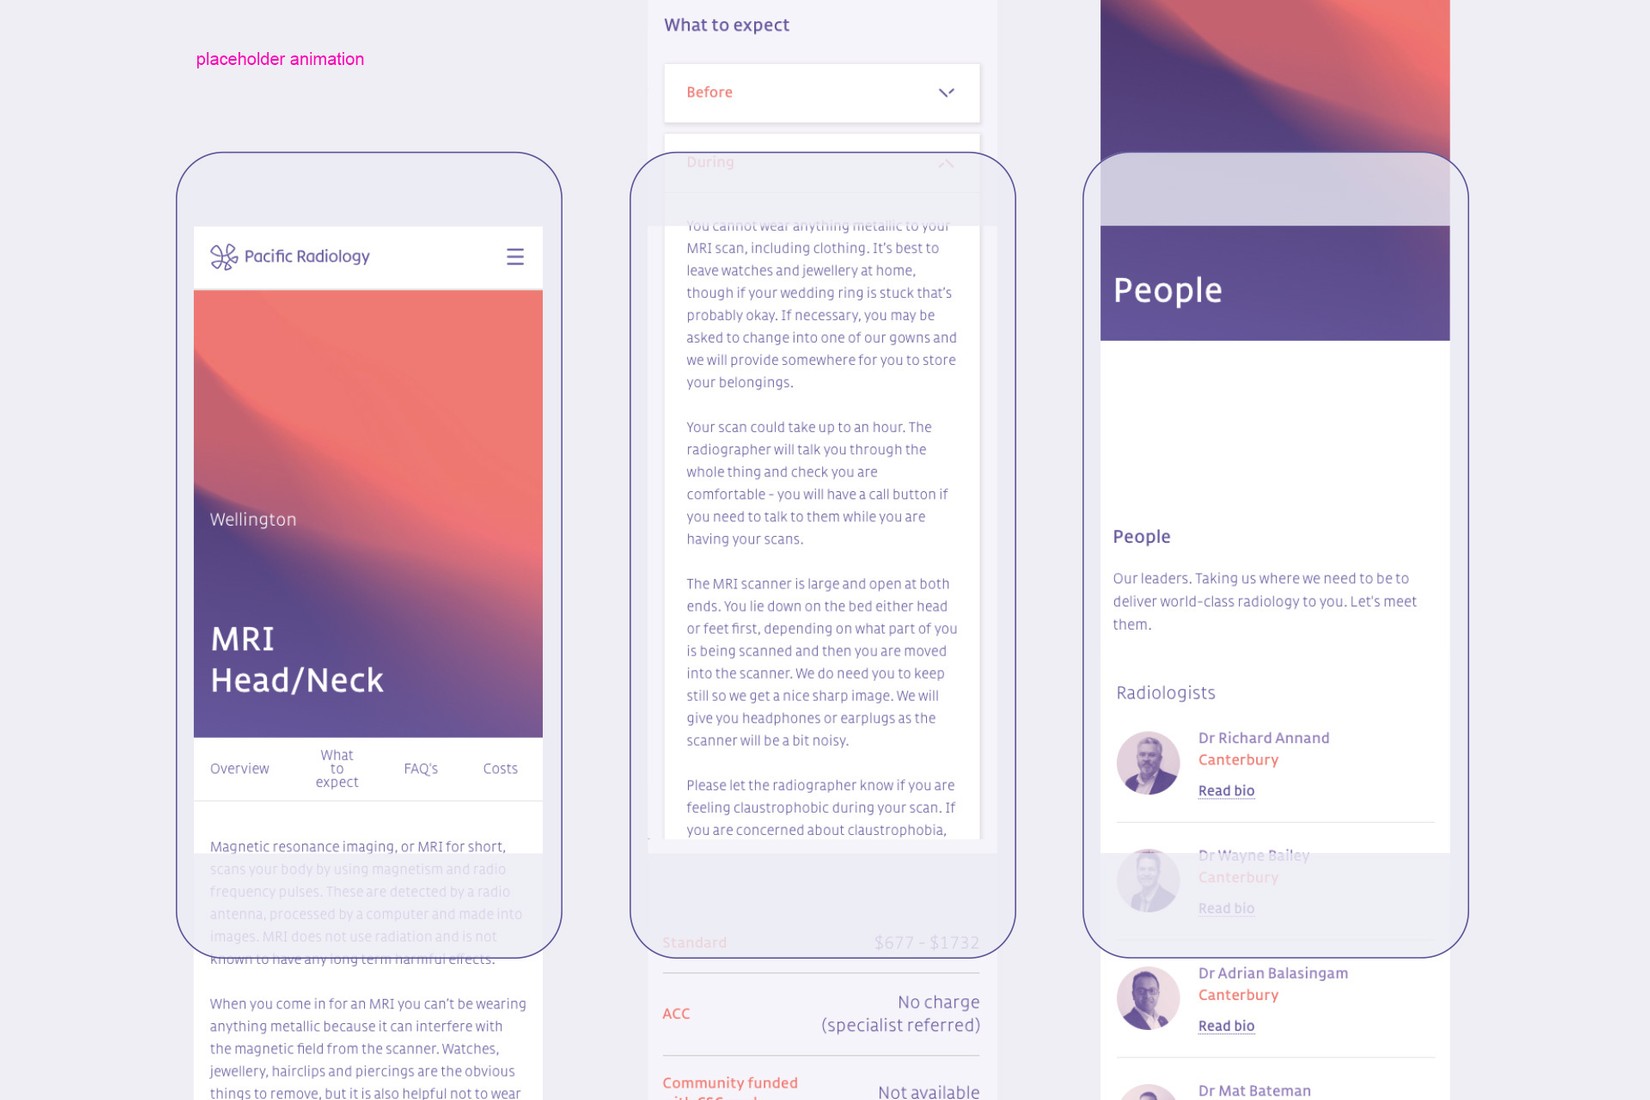 placeholder animation
Pacific Radiology
Wellington
MRI
Head/Neck
Overview
What
to
expect
FAQ's
Costs
Magnetic resonance imaging, or MRI for short,
scans your body by using magnetism and radio
frequency pulses. These are detected by a radio
antenna, processed by a computer and made into
images. MRI does not use radiation and is not
known to have any long term harmful effects.
When you come in for an MRI you can't be wearing
anything metallic because it can interfere with
the magnetic field from the scanner. Watches,
jewellery, hairclips and piercings are the obvious
things to remove, but it is also helpful not to wear
What to expect
Before
During
You cannot wear anything metallic to your
MRI scan, including clothing. It's best to
leave watches and jewellery at home,
though if your wedding ring is stuck that's
probably okay. If necessary, you may be
asked to change into one of our gowns and
we will provide somewhere for you to store
your belongings.
Your scan could take up to an hour. The
radiographer will talk you through the
whole thing and check you are
comfortable - you will have a call button if
you need to talk to them while you are
having your scans.
The MRI scanner is large and open at both
ends. You lie down on the bed either head
or feet first, depending on what part of you
is being scanned and then you are moved
into the scanner. We do need you to keep
still so we get a nice sharp image. We will
give you headphones or earplugs as the
scanner will be a bit noisy.
Please let the radiographer know if you are
feeling claustrophobic during your scan. If
you are concerned about claustrophobia,
Standard $677 - $1732
ACC No charge
(specialist referred)
Community funded
Not available
People
People
Our leaders. Taking us where we need to be to
deliver world-class radiology to you. Let's meet
them.
Radiologists
Dr Richard Annand
Canterbury
Read bio
Dr Wayne Bailey
Canterbury
Read bio
Dr Adrian Balasingam
Canterbury
Read bio
Dr Mat Bateman